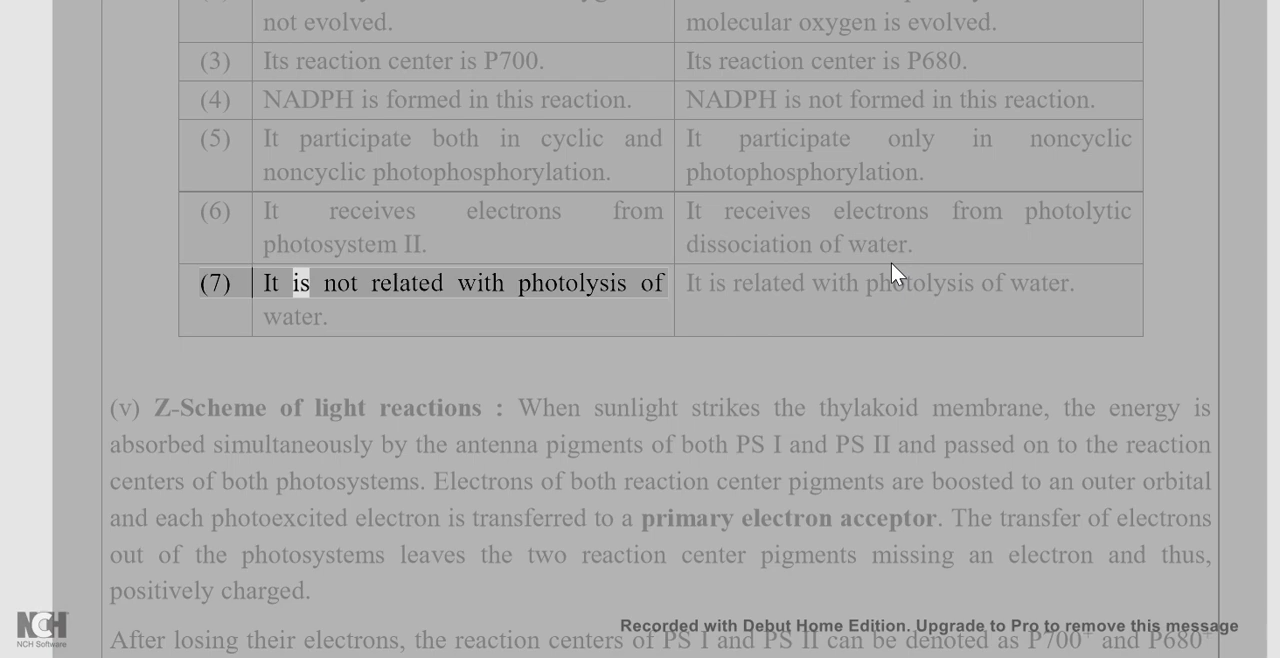 not evolved. molecular oxygen is evolved.
(3) Its reaction center is P700. Its reaction center is P680.
(4) NADPH is formed in this reaction. NADPH is not formed in this reaction.
(5) It participate both in cyclic and It participate only in noncyclic
noncyclic photophosphorylation. photophosphorylation.
(6) It receives electrons from It receives electrons from photolytic
photosystem II. dissociation of water.
(7) It is not related with photolysis of It is related with photolysis of water.
water.
(v) Z-Scheme of light reactions : When sunlight strikes the thylakoid membrane, the energy is
absorbed simultaneously by the antenna pigments of both PS I and PS II and passed on to the reaction
centers of both photosystems. Electrons of both reaction center pigments are boosted to an outer orbital
and each photoexcited electron is transferred to a primary electron acceptor. The transfer of electrons
out of the photosystems leaves the two reaction center pigments missing an electron and thus,
positively charged.
After losing their electrons, the reaction centers of PS I and PS II can be denoted as P700⁺ and P680⁺
Recorded with Debut Home Edition. Upgrade to Pro to remove this message
NCH
NCH Software